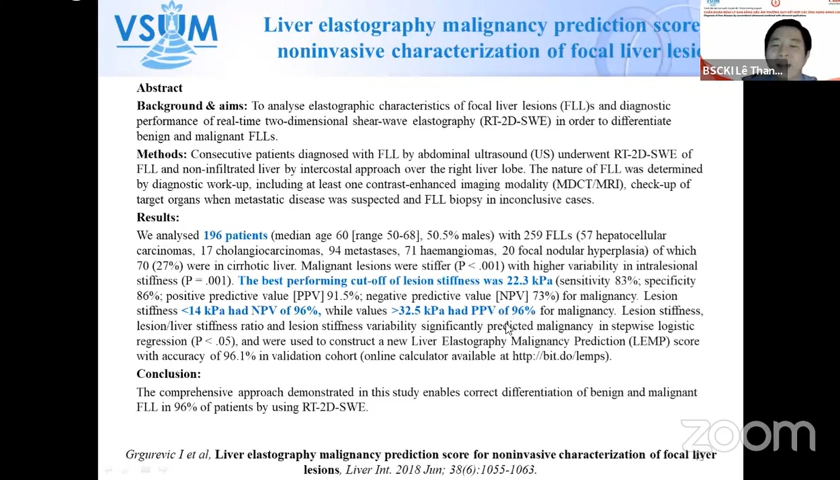 VSUM
Liver elastography malignancy prediction score
noninvasive characterization of focal liver
BSCKI Lê Than...
Abstract
Background & aims: To analyse elastographic characteristics of focal liver lesions (FLL)s and diagnostic
performance of real-time two-dimensional shear-wave elastography (RT-2D-SWE) in order to differentiate
benign and malignant FLLs.
Methods: Consecutive patients diagnosed with FLL by abdominal ultrasound (US) underwent RT-2D-SWE of
FLL and non-infiltrated liver by intercostal approach over the right liver lobe. The nature of FLL was determined
by diagnostic work-up, including at least one contrast-enhanced imaging modality (MDCT/MRI), check-up of
target organs when metastatic disease was suspected and FLL biopsy in inconclusive cases.
Results:
We analysed 196 patients (median age 60 [range 50-68], 50.5% males) with 259 FLLs (57 hepatocellular
carcinomas, 17 cholangiocarcinomas, 94 metastases, 71 haemangiomas, 20 focal nodular hyperplasia) of which
70 (27%) were in cirrhotic liver. Malignant lesions were stiffer (P < .001) with higher variability in intralesional
stiffness (P = .001). The best performing cut-off of lesion stiffness was 22.3 kPa (sensitivity 83%; specificity
86%; positive predictive value [PPV] 91.5%; negative predictive value [NPV] 73%) for malignancy. Lesion
stiffness <14 kPa had NPV of 96%, while values >32.5 kPa had PPV of 96% for malignancy. Lesion stiffness,
lesion/liver stiffness ratio and lesion stiffness variability significantly predicted malignancy in stepwise logistic
regression (P < .05), and were used to construct a new Liver Elastography Malignancy Prediction (LEMP) score
with accuracy of 96.1% in validation cohort (online calculator available at http://bit.do/lemps).
Conclusion:
The comprehensive approach demonstrated in this study enables correct differentiation of benign and malignant
FLL in 96% of patients by using RT-2D-SWE.
zoom
Grgurevic I et al, Liver elastography malignancy prediction score for noninvasive characterization of focal liver
lesions, Liver Int. 2018 Jun; 38(6):1055-1063.